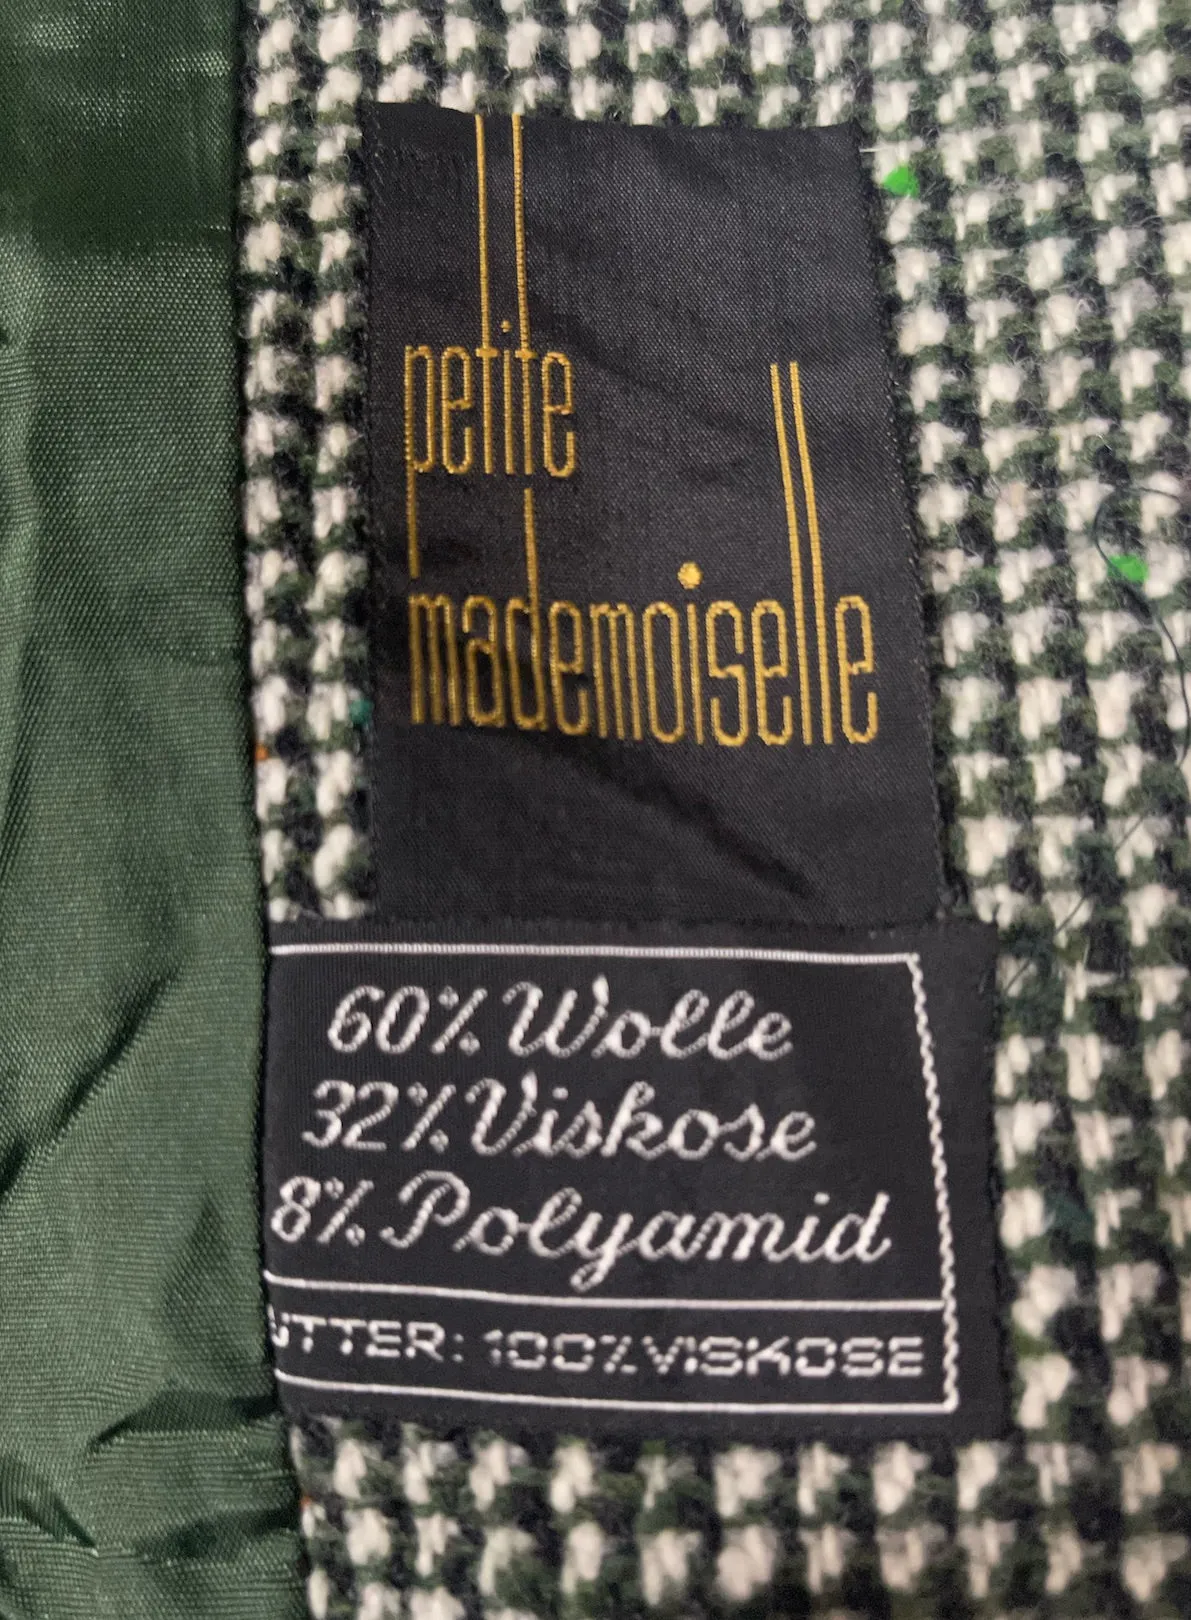 petite
mademoiselle
60% Wolle
32% Viskose
8% Polyamid
UTTER: 100% VISKOSE